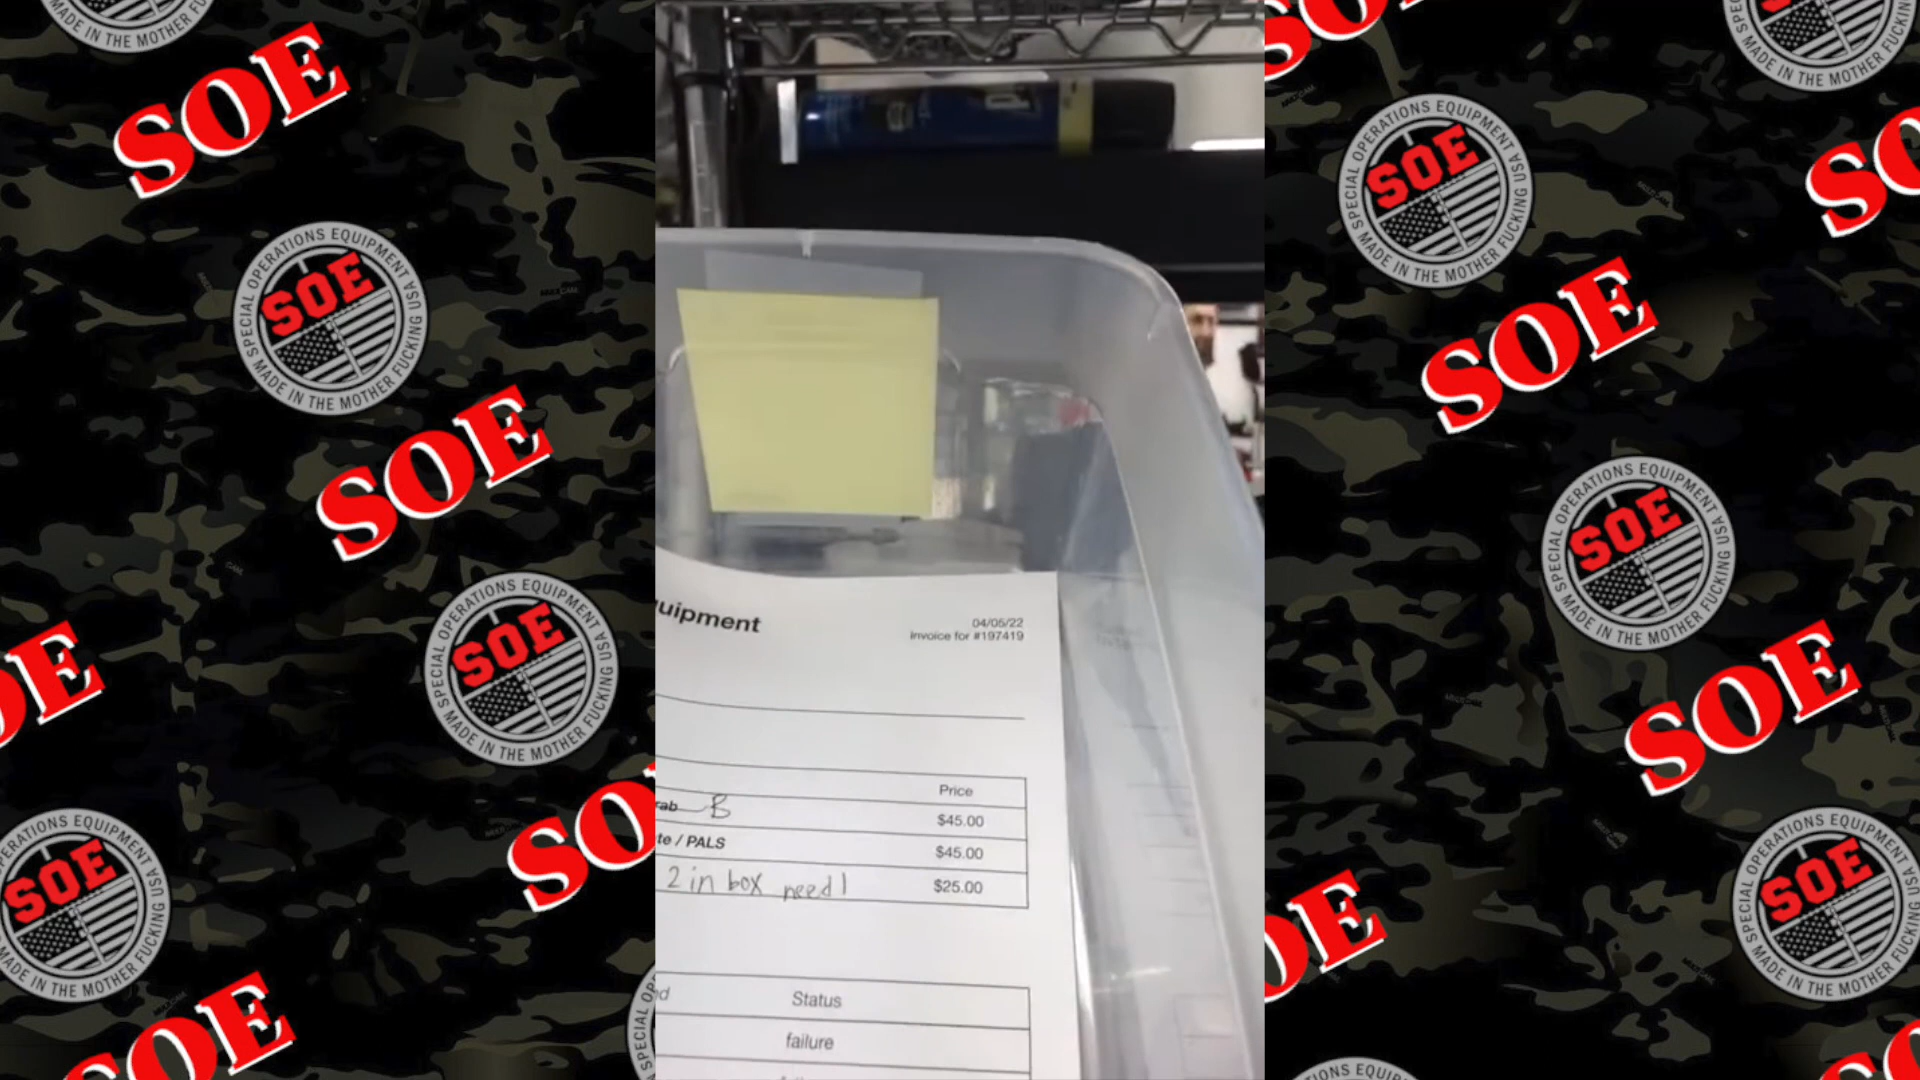 SOE
SPECIAL OPERATIONS EQUIPMENT
MADE IN THE MOTHER FUCKING USA
uipment
04/05/22
Invoice for #197419
Price
rab B
$45.00
te / PALS
$45.00
2 in box need 1
$25.00
Status
failure